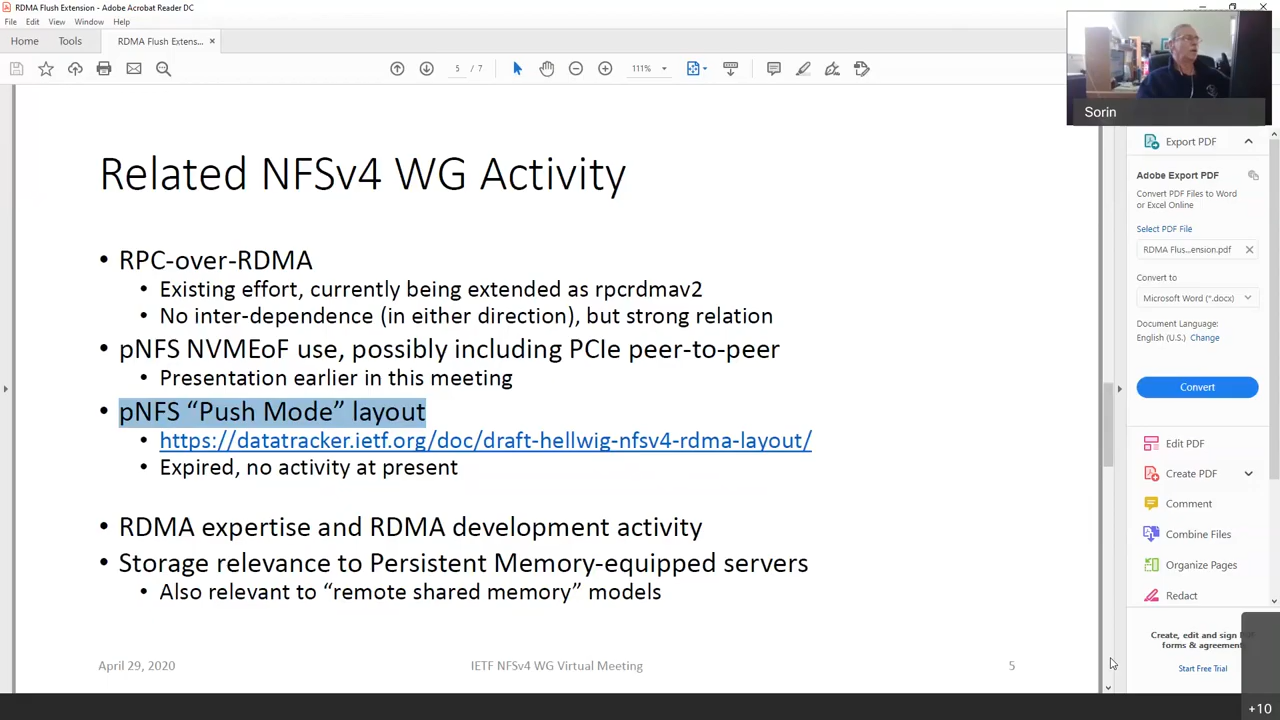 RDMA Flush Extension - Adobe Acrobat Reader DC
File Edit View Window Help
Home Tools RDMA Flush Extens... ×
5 / 7 111%
Sorin
Related NFSv4 WG Activity
• RPC-over-RDMA
• Existing effort, currently being extended as rpcrdmav2
• No inter-dependence (in either direction), but strong relation
• pNFS NVMEoF use, possibly including PCIe peer-to-peer
• Presentation earlier in this meeting
• pNFS “Push Mode” layout
• https://datatracker.ietf.org/doc/draft-hellwig-nfsv4-rdma-layout/
• Expired, no activity at present
• RDMA expertise and RDMA development activity
• Storage relevance to Persistent Memory-equipped servers
• Also relevant to “remote shared memory” models
April 29, 2020 IETF NFSv4 WG Virtual Meeting 5
Export PDF
Adobe Export PDF
Convert PDF Files to Word
or Excel Online
Select PDF File
RDMA Flus...ension.pdf
Convert to
Microsoft Word (*.docx)
Document Language:
English (U.S.) Change
Convert
Edit PDF
Create PDF
Comment
Combine Files
Organize Pages
Redact
Create, edit and sign
forms & agreement
Start Free Trial
+10